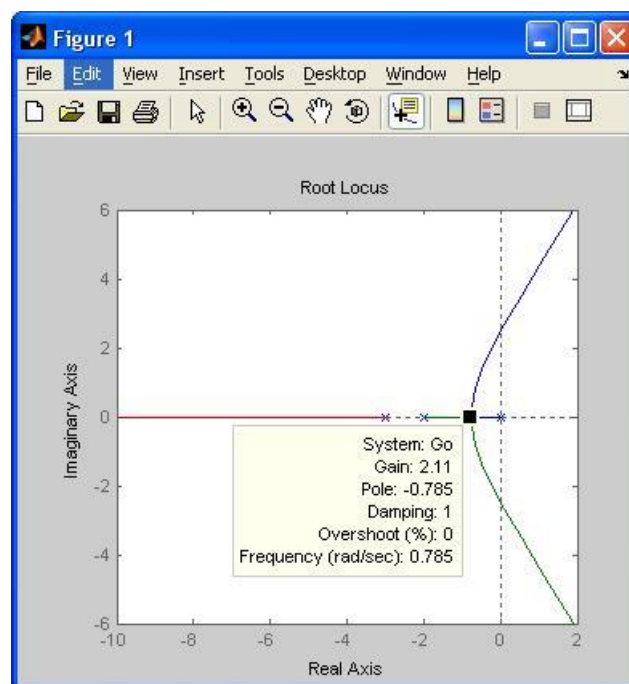 Figure 1
File Edit View Insert Tools Desktop Window Help
Root Locus
6
4
2
0
-2
-4
-6
Imaginary Axis
System: Go
Gain: 2.11
Pole: -0.785
Damping: 1
Overshoot (%): 0
Frequency (rad/sec): 0.785
-10 -8 -6 -4 -2 0 2
Real Axis